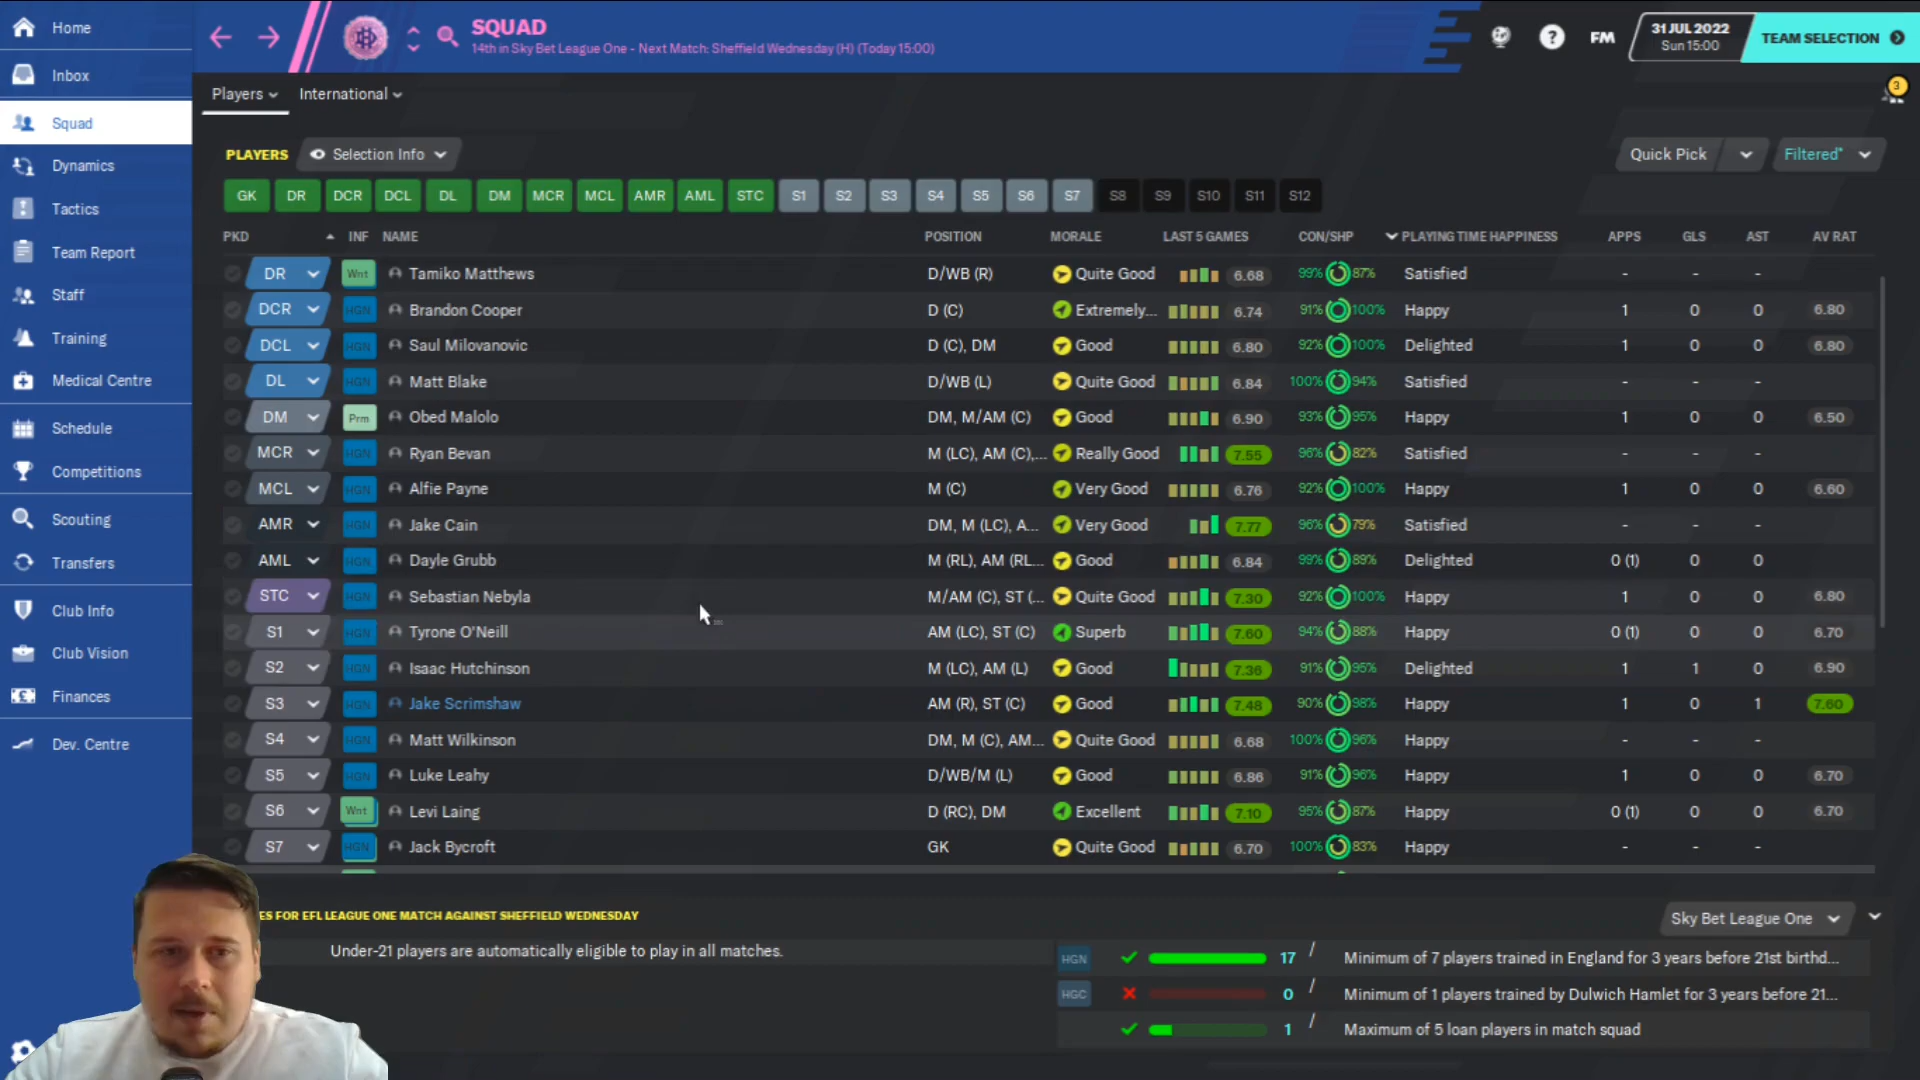 Home
Inbox
Squad
Dynamics
Tactics
Team Report
Staff
Training
Medical Centre
Schedule
Competitions
Scouting
Transfers
Club Info
Club Vision
Finances
Dev. Centre
SQUAD
14th in Sky Bet League One - Next Match: Sheffield Wednesday (H) (Today 15:00)
? FM 31 JUL 2022 Sun 15:00 TEAM SELECTION
Players International 3
PLAYERS Selection Info Quick Pick Filtered*
GK DR DCR DCL DL DM MCR MCL AMR AML STC S1 S2 S3 S4 S5 S6 S7 S8 S9 S10 S11 S12
PKD INF NAME POSITION MORALE LAST 5 GAMES CON/SHP PLAYING TIME HAPPINESS APPS GLS AST AV RAT
DR Wnt Tamiko Matthews D/WB (R) Quite Good 6.68 99% 87% Satisfied - - -
DCR HGN Brandon Cooper D (C) Extremely... 6.74 91% 100% Happy 1 0 0 6.80
DCL HGN Saul Milovanovic D (C), DM Good 6.80 92% 100% Delighted 1 0 0 6.80
DL HGN Matt Blake D/WB (L) Quite Good 6.84 100% 94% Satisfied - - -
DM Prm Obed Malolo DM, M/AM (C) Good 6.90 93% 95% Happy 1 0 0 6.50
MCR HGN Ryan Bevan M (LC), AM (C),... Really Good 7.55 96% 82% Satisfied - - -
MCL HGN Alfie Payne M (C) Very Good 6.76 92% 100% Happy 1 0 0 6.60
AMR HGN Jake Cain DM, M (LC), A... Very Good 7.77 96% 79% Satisfied - - -
AML HGN Dayle Grubb M (RL), AM (RL... Good 6.84 99% 89% Delighted 0 (1) 0 0
STC HGN Sebastian Nebyla M/AM (C), ST (... Quite Good 7.30 92% 100% Happy 1 0 0 6.80
S1 HGN Tyrone O'Neill AM (LC), ST (C) Superb 7.60 94% 88% Happy 0 (1) 0 0 6.70
S2 HGN Isaac Hutchinson M (LC), AM (L) Good 7.36 91% 95% Delighted 1 1 0 6.90
S3 HGN Jake Scrimshaw AM (R), ST (C) Good 7.48 90% 98% Happy 1 0 1 7.60
S4 HGN Matt Wilkinson DM, M (C), AM... Quite Good 6.68 100% 96% Happy - - -
S5 HGN Luke Leahy D/WB/M (L) Good 6.86 91% 96% Happy 1 0 0 6.70
S6 Wnt Levi Laing D (RC), DM Excellent 7.10 95% 87% Happy 0 (1) 0 0 6.70
S7 HGN Jack Bycroft GK Quite Good 6.70 100% 83% Happy - - -
ES FOR EFL LEAGUE ONE MATCH AGAINST SHEFFIELD WEDNESDAY Sky Bet League One
Under-21 players are automatically eligible to play in all matches.
HGN 17 / Minimum of 7 players trained in England for 3 years before 21st birthd...
HGC 0 / Minimum of 1 players trained by Dulwich Hamlet for 3 years before 21...
1 / Maximum of 5 loan players in match squad